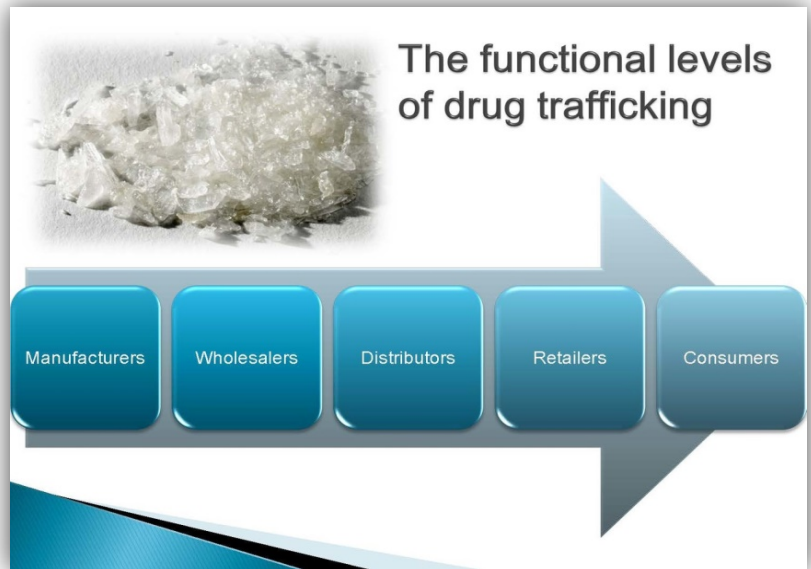 The functional levels
of drug trafficking
Manufacturers
Wholesalers
Distributors
Retailers
Consumers